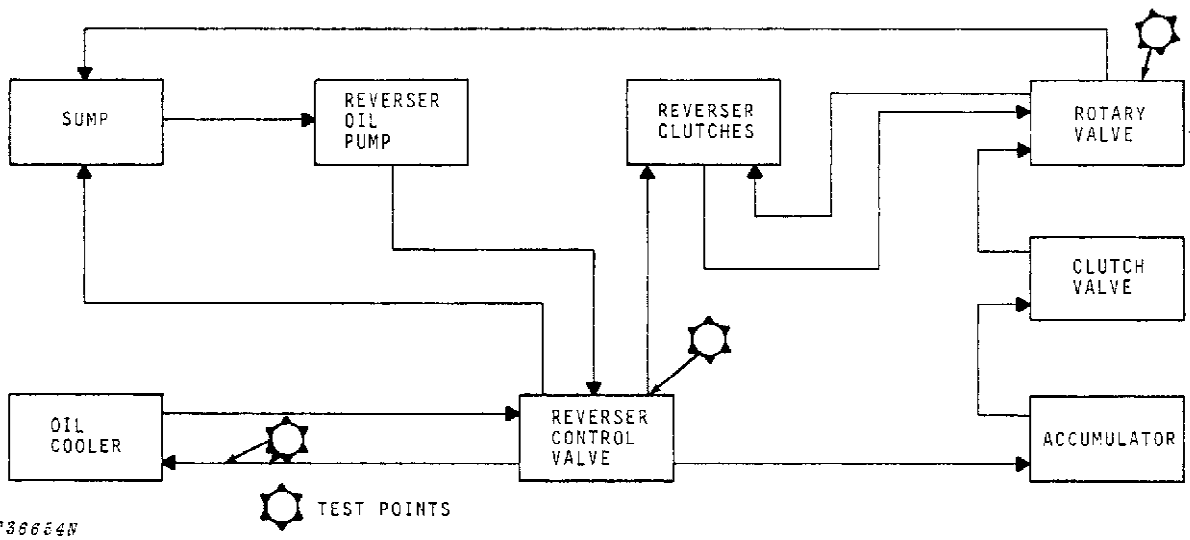 SUMP
REVERSER
OIL
PUMP
REVERSER
CLUTCHES
ROTARY
VALVE
CLUTCH
VALVE
OIL
COOLER
REVERSER
CONTROL
VALVE
ACCUMULATOR
TEST POINTS